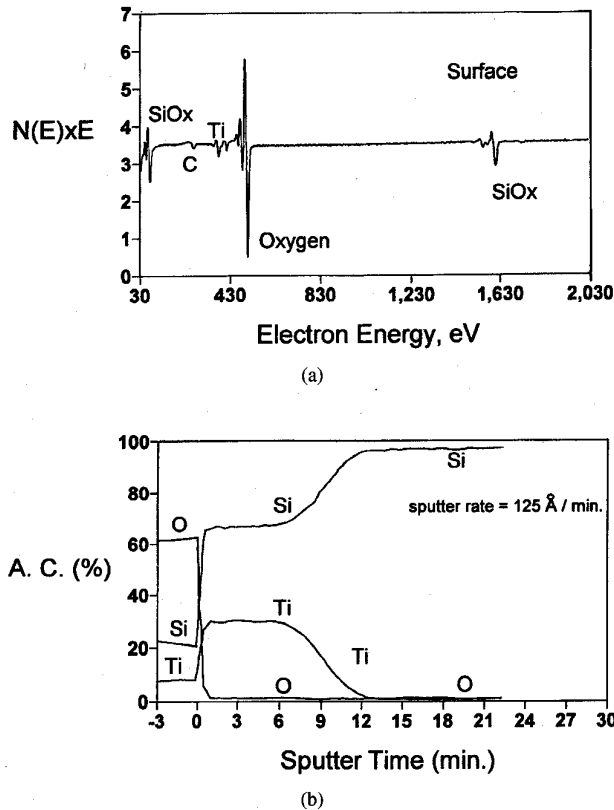 7
6
5
N(E)xE
4
3
2
1
0
SiOx
C
Ti
Oxygen
Surface
SiOx
30
430
830
1,230
1,630
2,030
Electron Energy, eV
(a)
100
80
60
A. C. (%)
40
20
0
O
Si
Ti
Si
Si
sputter rate = 125 Å / min.
Ti
Ti
O
O
-3
0
3
6
9
12
15
18
21
24
27
30
Sputter Time (min.)
(b)